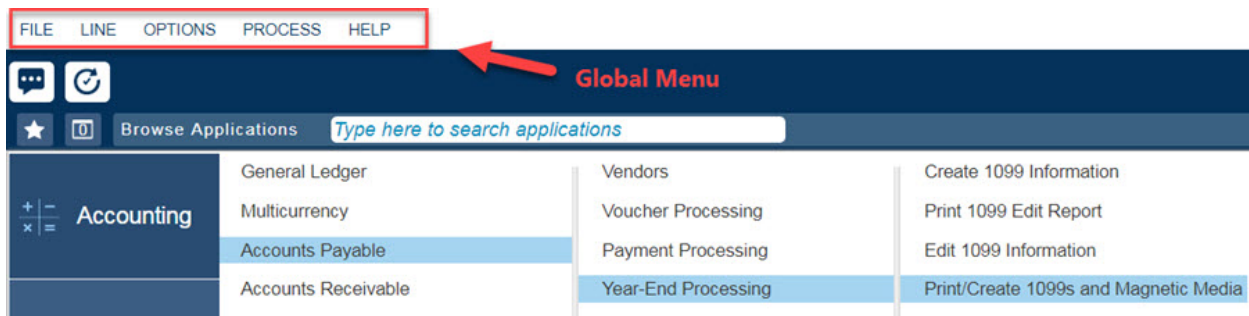 FILE LINE OPTIONS PROCESS HELP
Global Menu
0 Browse Applications Type here to search applications
Accounting
General Ledger
Multicurrency
Accounts Payable
Accounts Receivable
Vendors
Voucher Processing
Payment Processing
Year-End Processing
Create 1099 Information
Print 1099 Edit Report
Edit 1099 Information
Print/Create 1099s and Magnetic Media